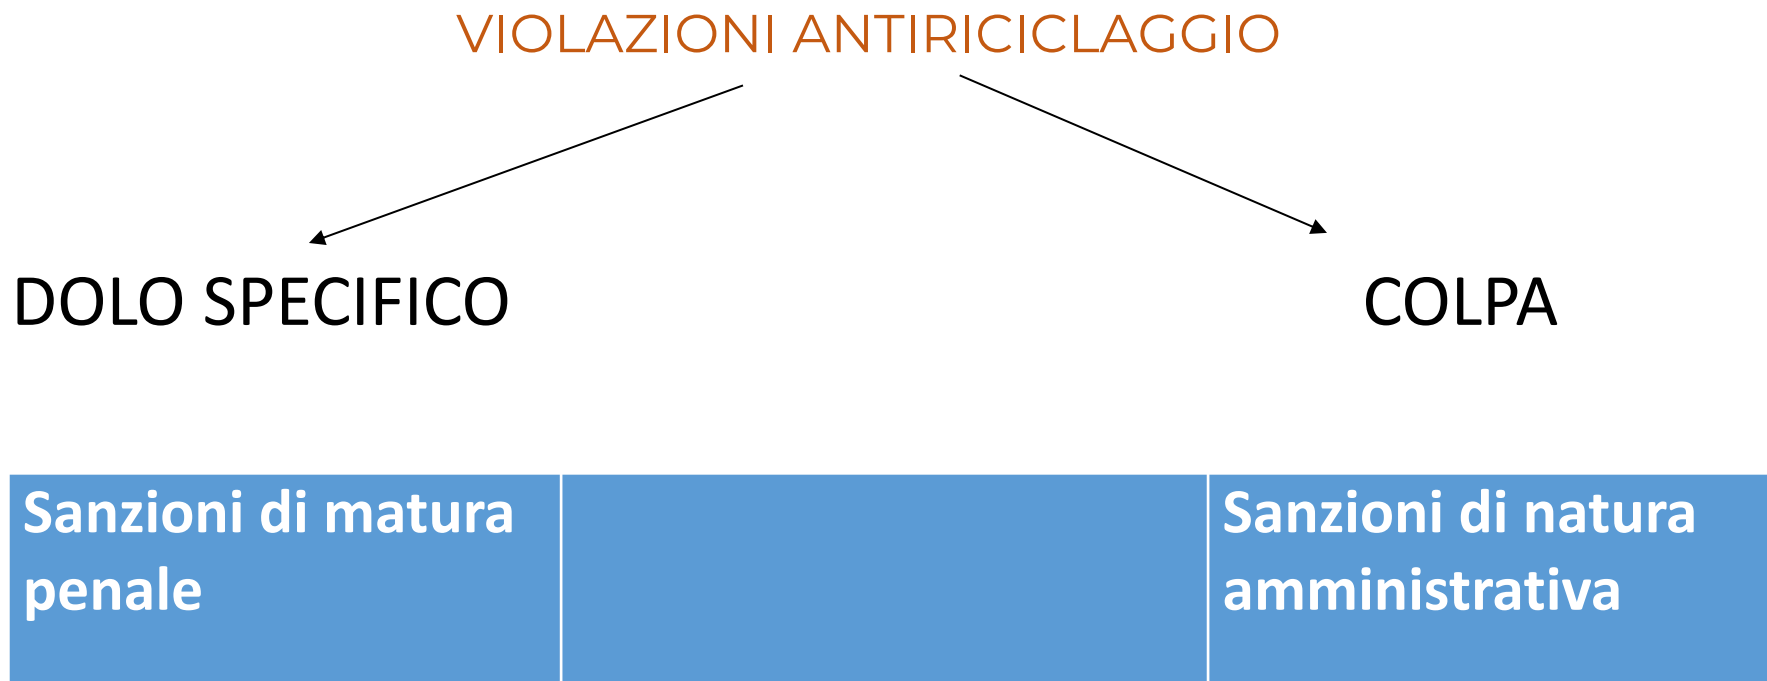 VIOLAZIONI ANTIRICICLAGGIO
DOLO SPECIFICO
COLPA
Sanzioni di matura
penale
Sanzioni di natura
amministrativa